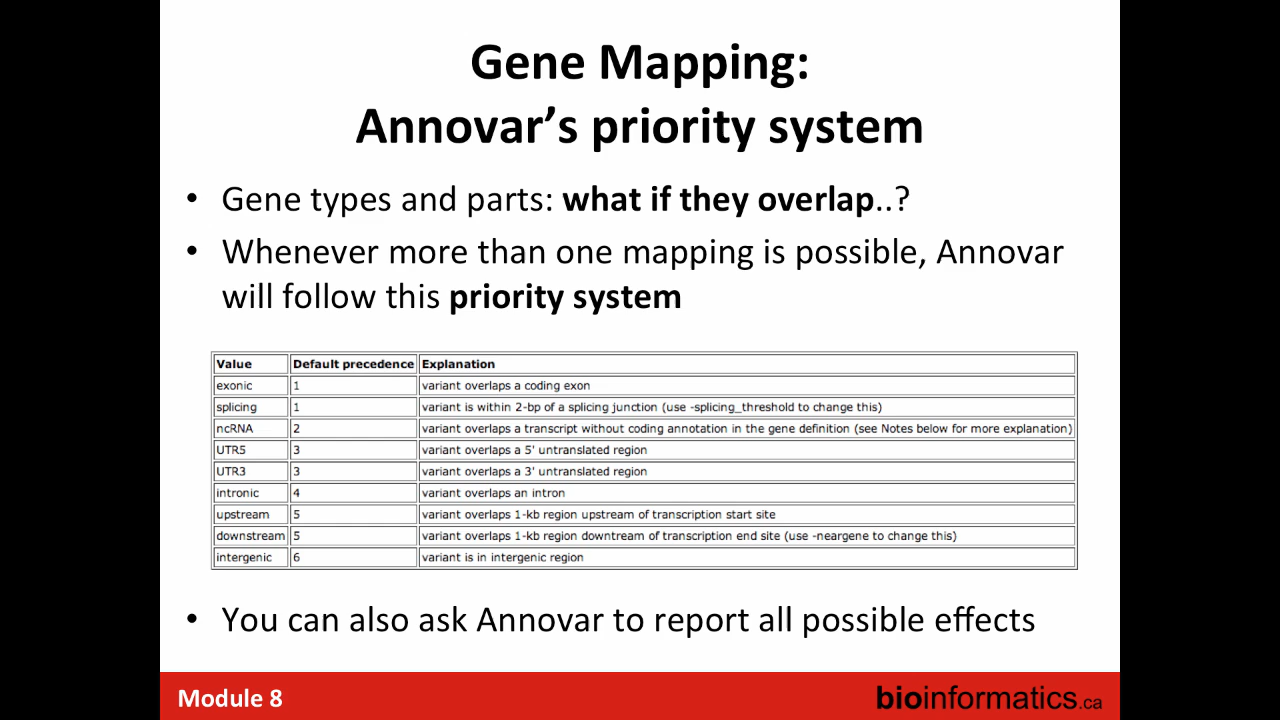 Gene Mapping:
Annovar’s priority system
• Gene types and parts: what if they overlap..?
• Whenever more than one mapping is possible, Annovar
will follow this priority system
Value Default precedence Explanation
exonic 1 variant overlaps a coding exon
splicing 1 variant is within 2-bp of a splicing junction (use -splicing_threshold to change this)
ncRNA 2 variant overlaps a transcript without coding annotation in the gene definition (see Notes below for more explanation)
UTR5 3 variant overlaps a 5' untranslated region
UTR3 3 variant overlaps a 3' untranslated region
intronic 4 variant overlaps an intron
upstream 5 variant overlaps 1-kb region upstream of transcription start site
downstream 5 variant overlaps 1-kb region downtream of transcription end site (use -neargene to change this)
intergenic 6 variant is in intergenic region
• You can also ask Annovar to report all possible effects
Module 8
bioinformatics.ca